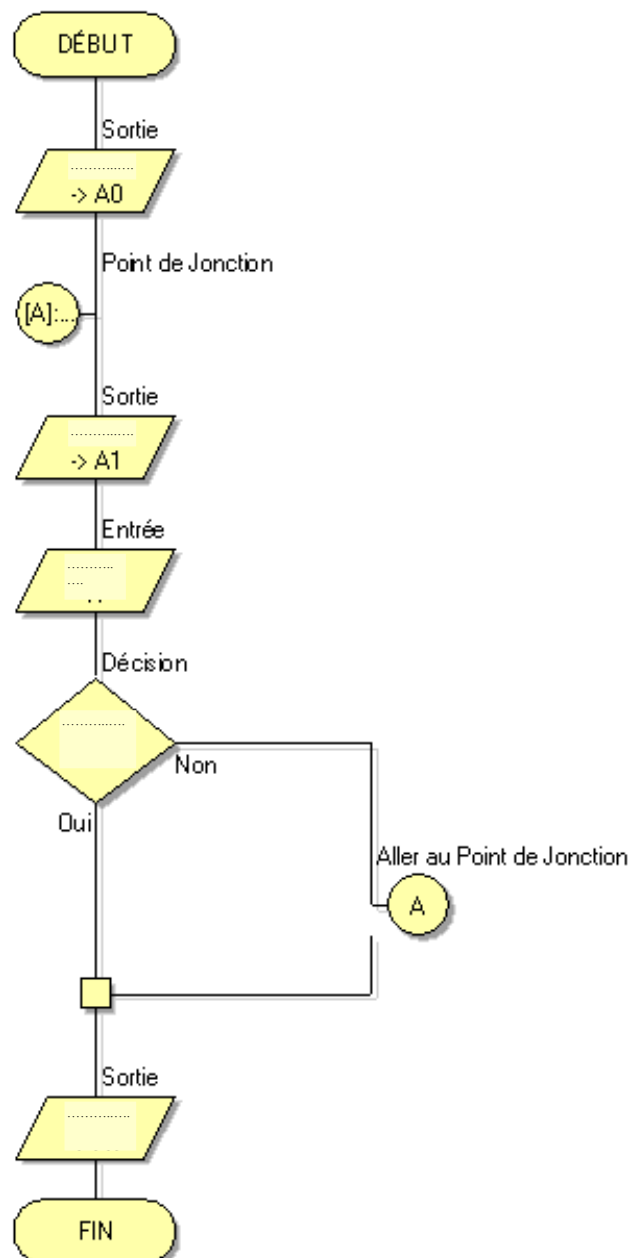 DÉBUT
Sortie
..............
-> A0
Point de Jonction
[A]:...
Sortie
..............
-> A1
Entrée
..........
....
. .
Décision
..............
Non
Oui
Aller au Point de Jonction
A
Sortie
..............
FIN